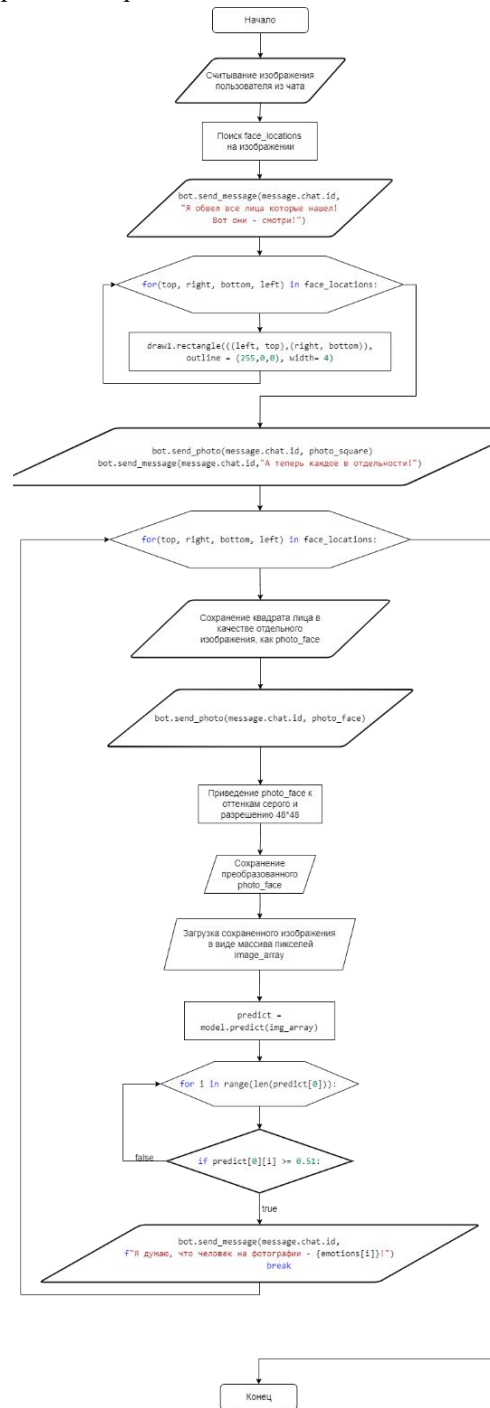 Начало
Считывание изображения
пользователя из чата
Поиск face_locations
на изображении
bot.send_message(message.chat.id,
"Я обвел все лица которые нашел!
Вот они - смотри!")
for(top, right, bottom, left) in face_locations:
draw1.rectangle(((left, top),(right, bottom)),
outline = (255,0,0), width= 4)
bot.send_photo(message.chat.id, photo_square)
bot.send_message(message.chat.id,"А теперь каждое в отдельности!")
for(top, right, bottom, left) in face_locations:
Сохранение квадрата лица в
качестве отдельного
изображения, как photo_face
bot.send_photo(message.chat.id, photo_face)
Приведение photo_face к
оттенкам серого и
разрешению 48*48
Сохранение
преобразованного
photo_face
Загрузка сохраненного изображения
в виде массива пикселей
image_array
predict =
model.predict(img_array)
for i in range(len(predict[0])):
false
if predict[0][i] >= 0.51:
true
bot.send_message(message.chat.id,
f"Я думаю, что человек на фотографии - {emotions[i]}!")
break
Конец